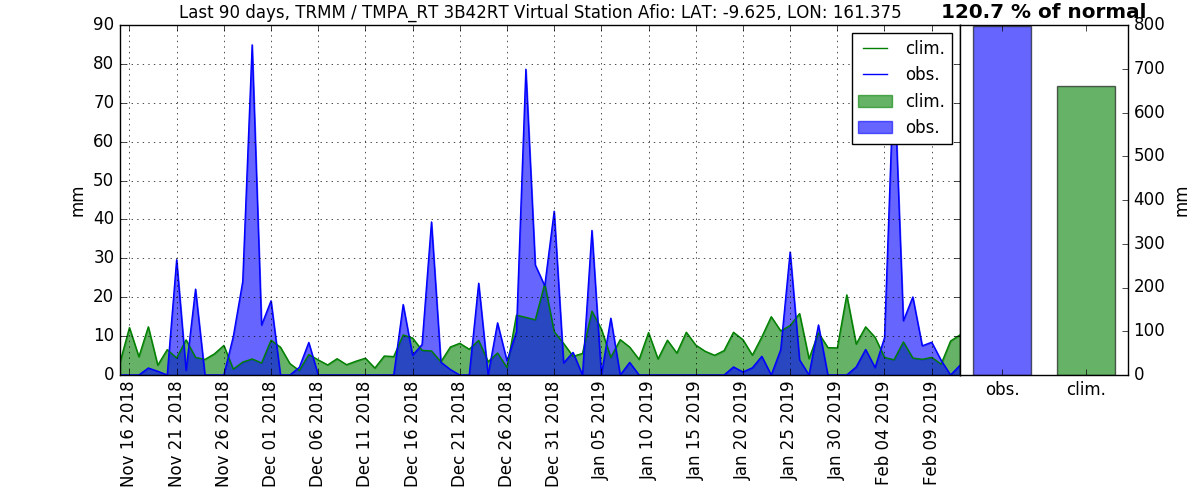 Last 90 days, TRMM / TMPA_RT 3B42RT Virtual Station Afio: LAT: -9.625, LON: 161.375
120.7 % of normal
90
80
70
60
50
40
30
20
10
0
mm
clim.
obs.
clim.
obs.
800
700
600
500
400
300
200
100
0
mm
Nov 16 2018
Nov 21 2018
Nov 26 2018
Dec 01 2018
Dec 06 2018
Dec 11 2018
Dec 16 2018
Dec 21 2018
Dec 26 2018
Dec 31 2018
Jan 05 2019
Jan 10 2019
Jan 15 2019
Jan 20 2019
Jan 25 2019
Jan 30 2019
Feb 04 2019
Feb 09 2019
obs.
clim.